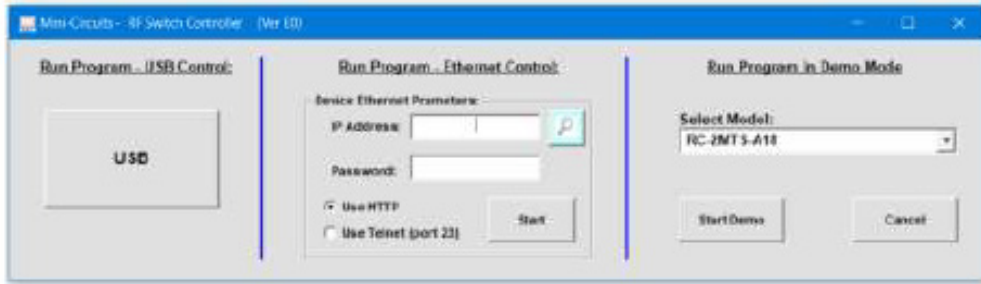 Mini-Circuits - RF Switch Controller (Ver E0)
Run Program - USB Control:
USB
Run Program - Ethernet Control:
Device Ethernet Prameters:
IP Address:
Password:
Use HTTP
Use Telnet (port 23)
Start
Run Program in Demo Mode
Select Model:
RC-2MTS-A18
Start Demo
Cancel